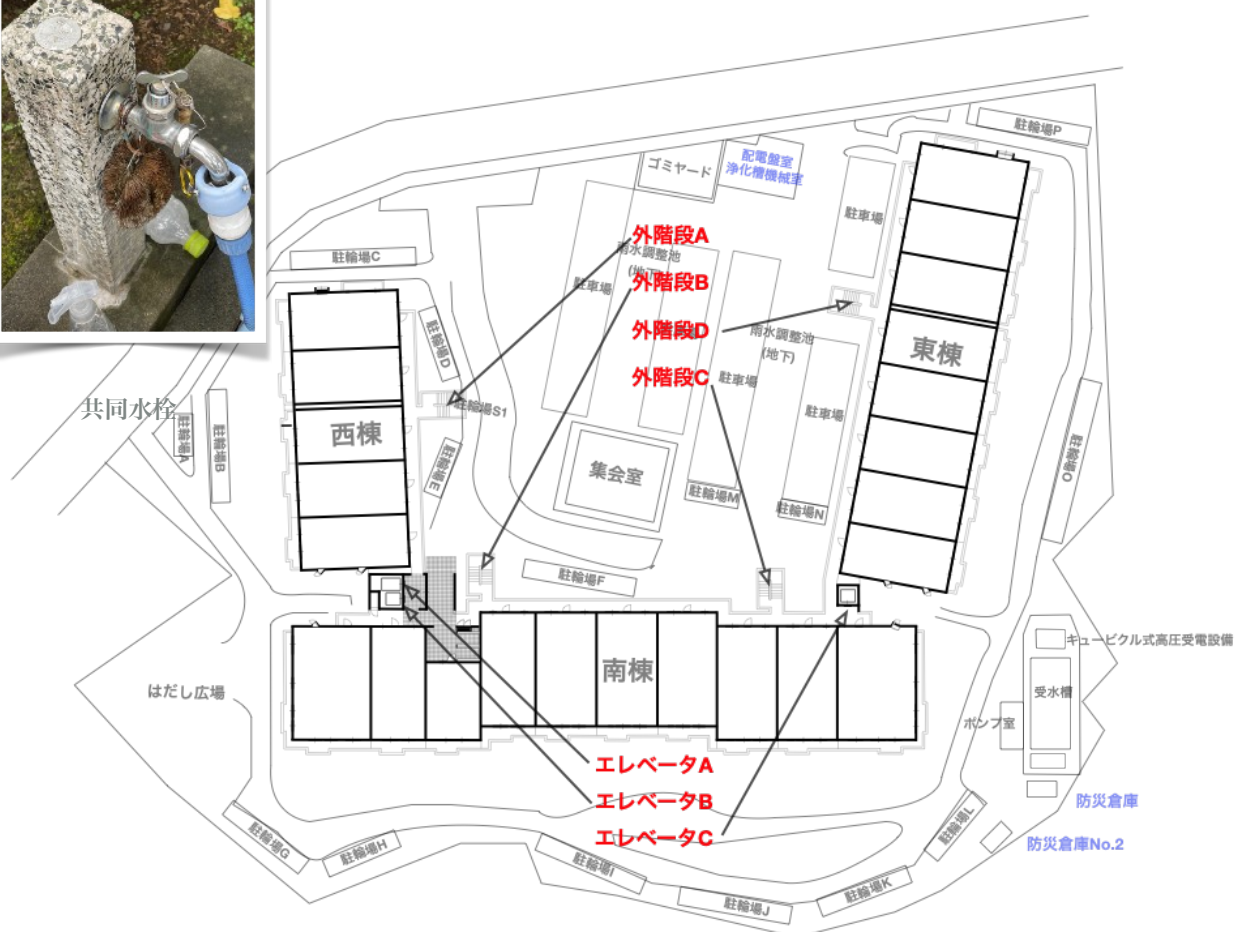 駐輪場P
ゴミヤード
配電盤室
浄化槽機械室
駐車場
外階段A
雨水調整池
(地下)
駐輪場C
外階段B
駐車場
外階段D
雨水調整池
(地下)
駐輪場D
東棟
外階段C
駐車場
共同水栓
駐輪場A
駐輪場B
駐輪場S1
駐車場
西棟
駐輪場E
集会室
駐輪場M
駐輪場N
駐輪場O
駐輪場F
キュービクル式高圧受電設備
南棟
はだし広場
受水槽
ポンプ室
エレベータA
エレベータB
エレベータC
防災倉庫
防災倉庫No.2
駐輪場G
駐輪場H
駐輪場I
駐輪場J
駐輪場K
駐輪場L